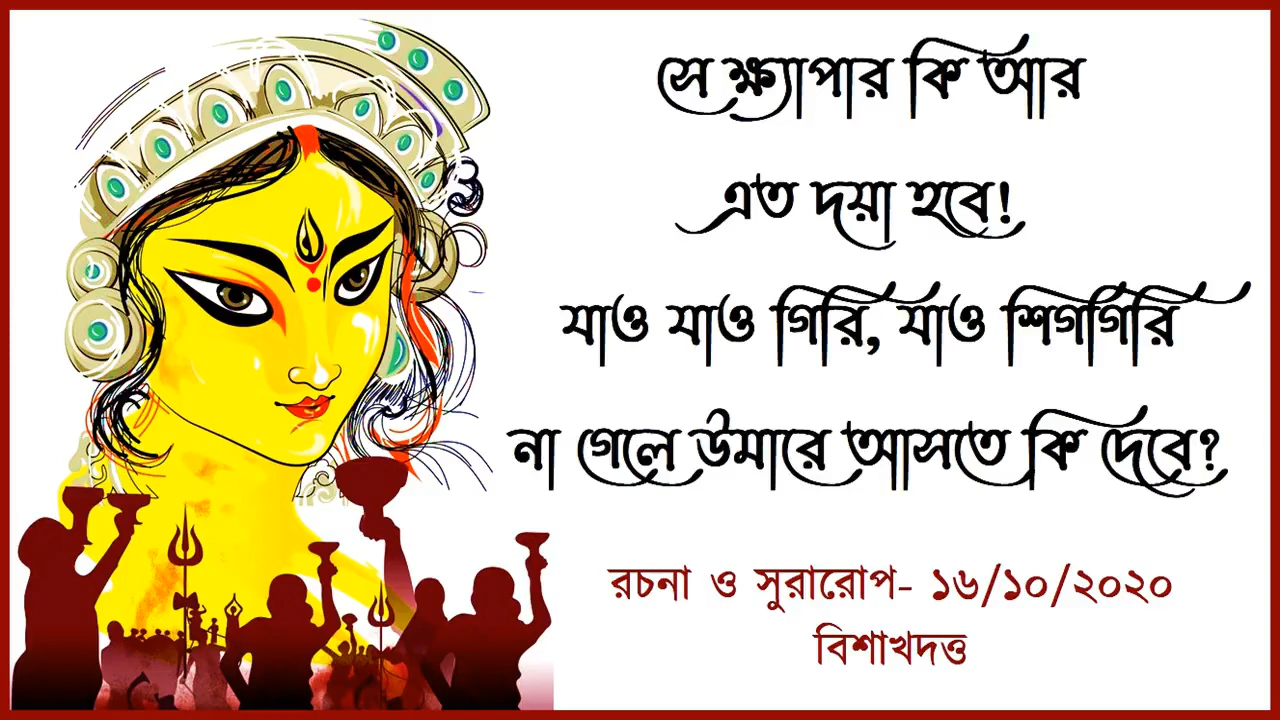 সে ক্ষ্যাপার কি আর
এত দয়া হবে!
যাও যাও গিরি, যাও শিগগিরি
না গেলে উমারে আসতে কি দেবে?
রচনা ও সুরারোপ- ১৬/১০/২০২০
বিশাখদত্ত